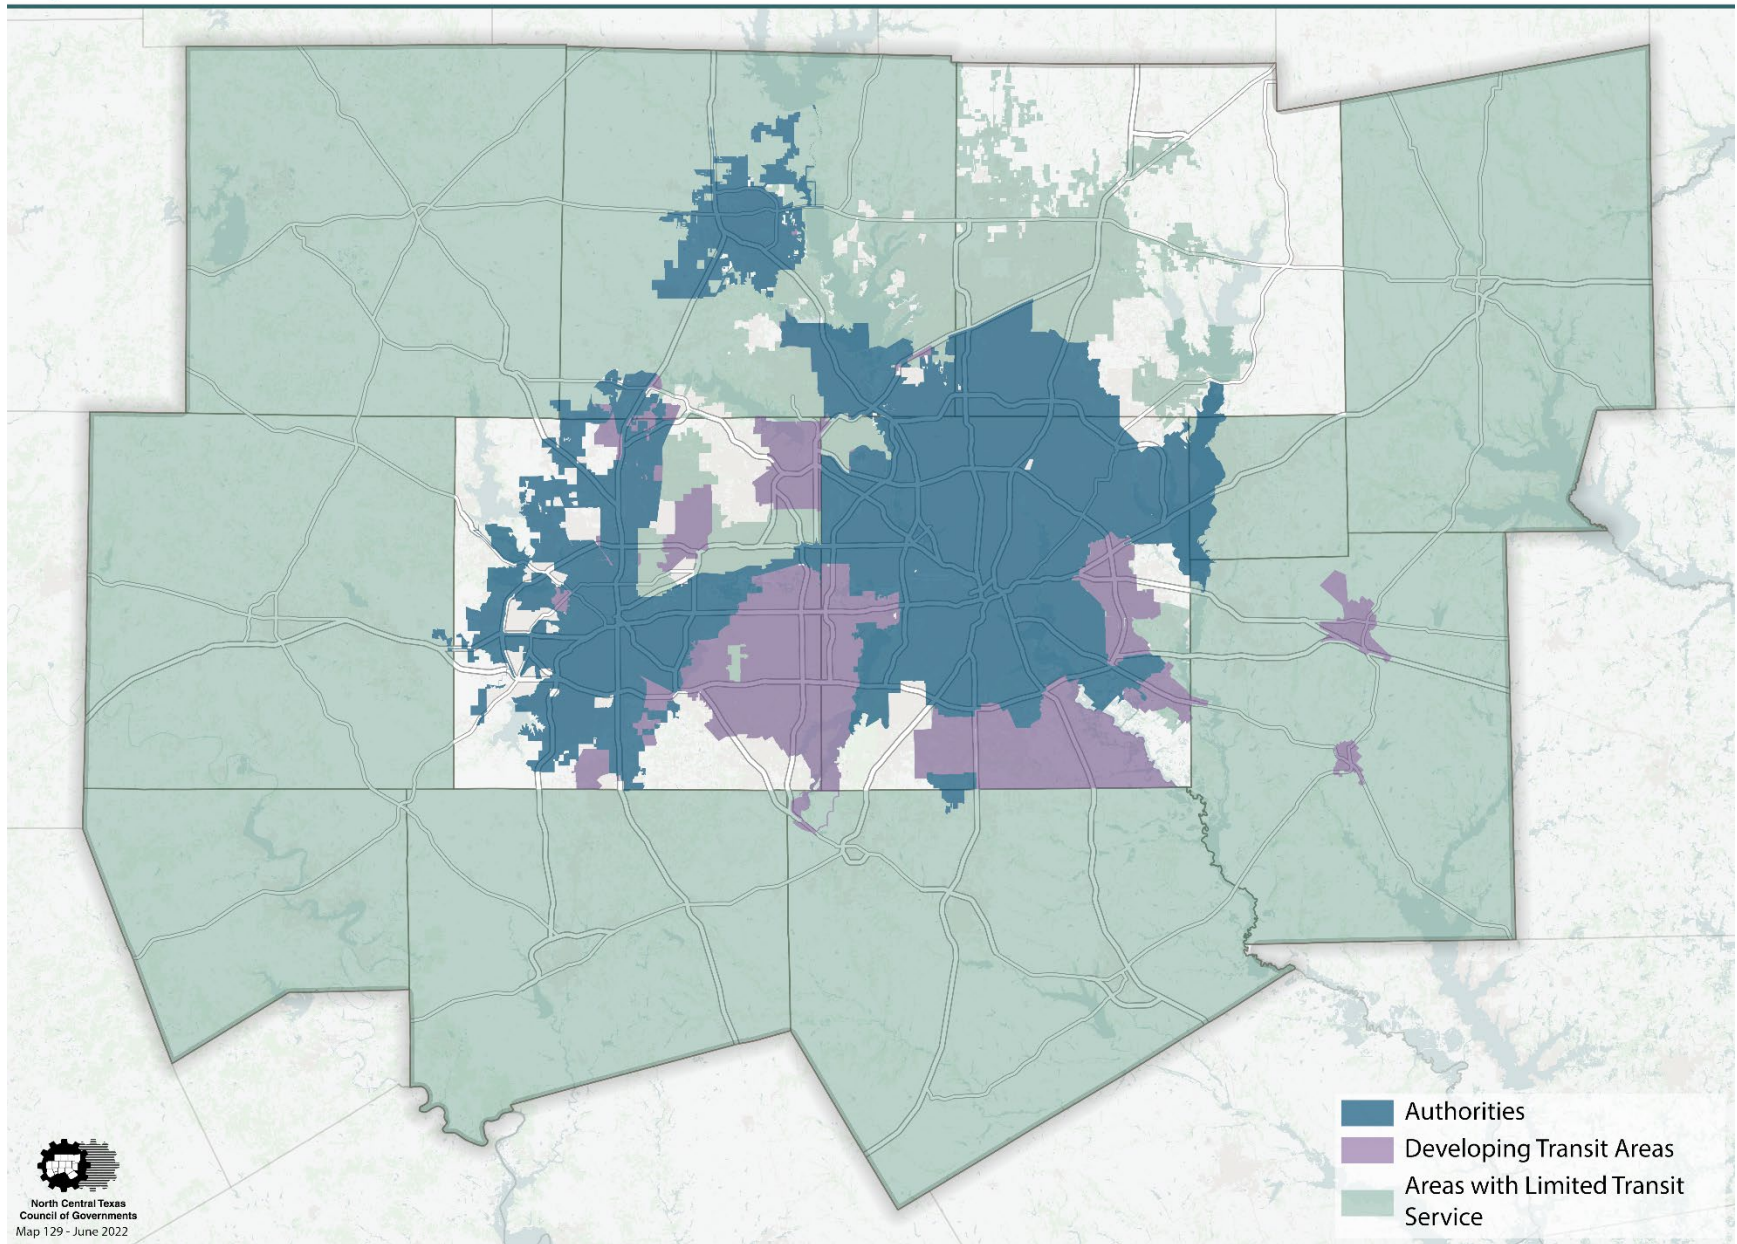 Authorities
Developing Transit Areas
Areas with Limited Transit
Service
North Central Texas
Council of Governments
Map 129 - June 2022